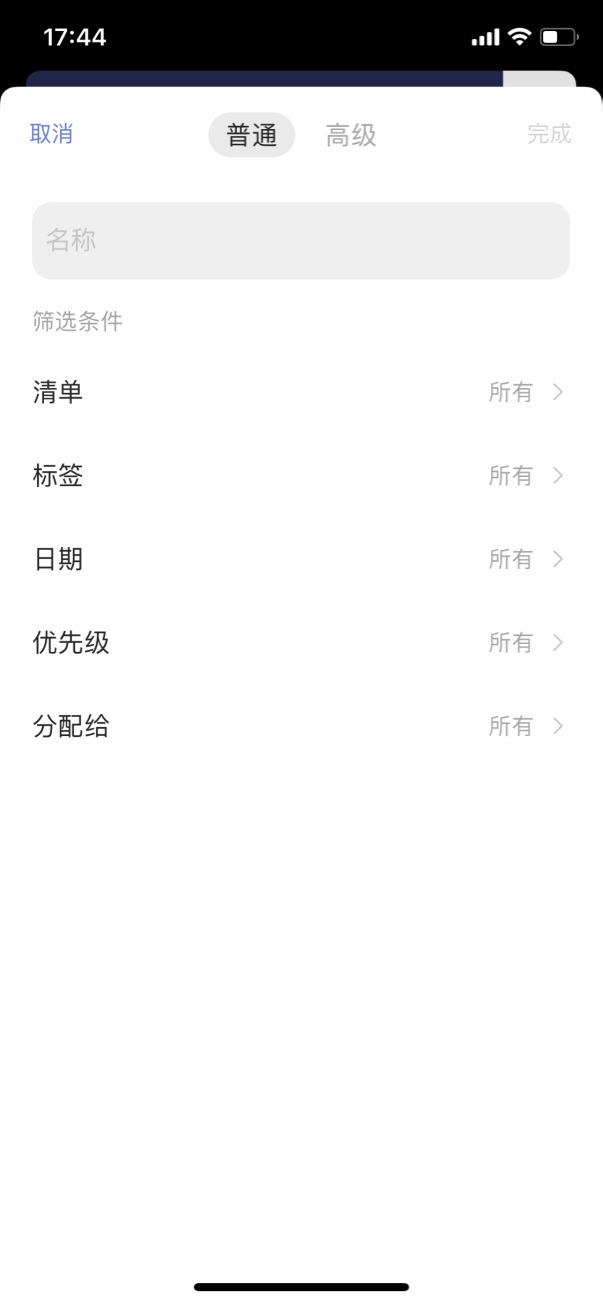 17:44
取消 普通 高级 完成
名称
筛选条件
清单 所有
标签 所有
日期 所有
优先级 所有
分配给 所有